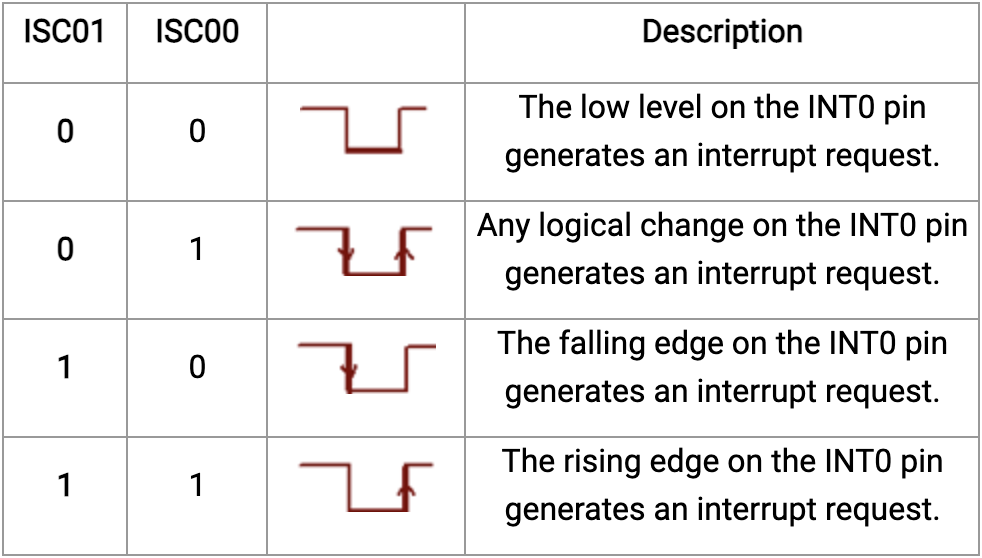 ISC01 ISC00 Description
0 0 The low level on the INT0 pin
generates an interrupt request.
0 1 Any logical change on the INT0 pin
generates an interrupt request.
1 0 The falling edge on the INT0 pin
generates an interrupt request.
1 1 The rising edge on the INT0 pin
generates an interrupt request.